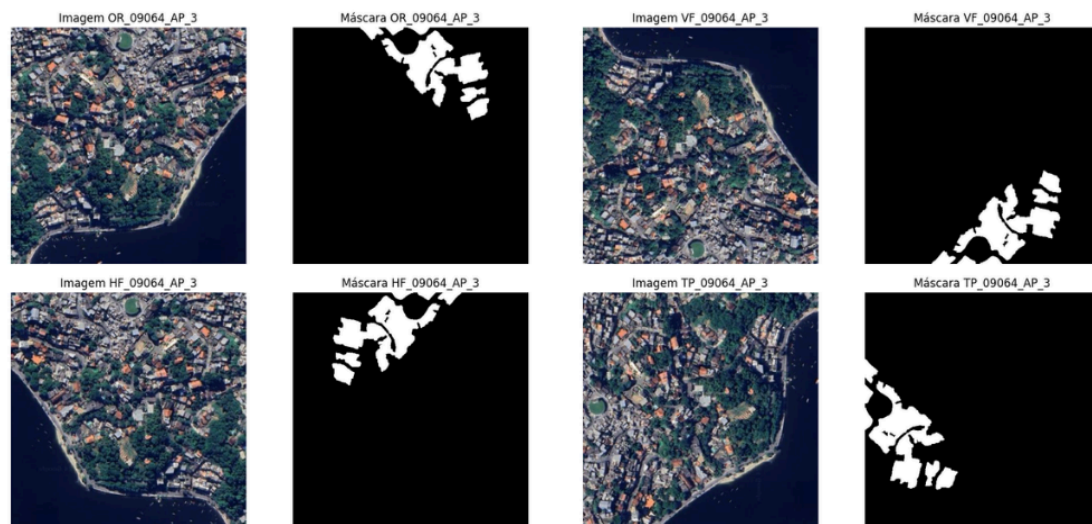 Imagem OR_09064_AP_3
Máscara OR_09064_AP_3
Imagem VF_09064_AP_3
Máscara VF_09064_AP_3
Imagem HF_09064_AP_3
Máscara HF_09064_AP_3
Imagem TP_09064_AP_3
Máscara TP_09064_AP_3